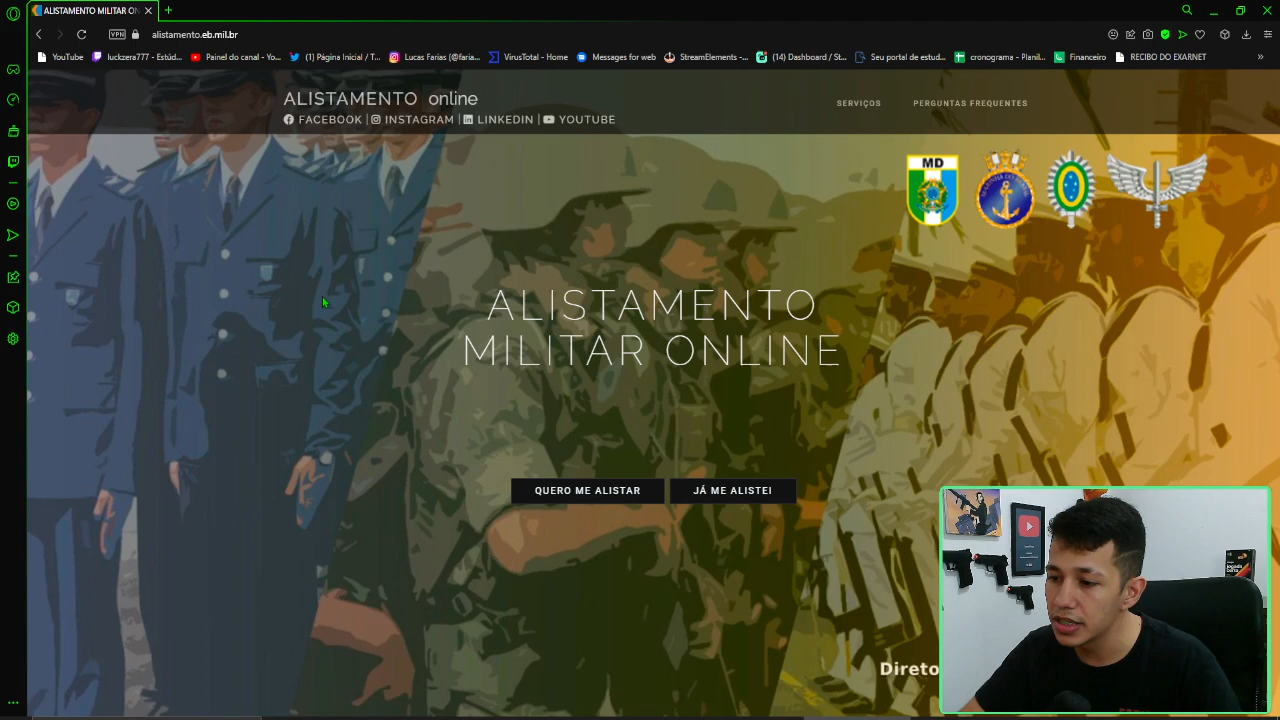 ALISTAMENTO MILITAR ON
VPN
alistamento.eb.mil.br
YouTube
luckzera777 - Estúd...
Painel do canal - Yo...
(1) Página Inicial / T...
Lucas Farias (@faria...
VirusTotal - Home
Messages for web
StreamElements -...
(14) Dashboard / St...
Seu portal de estud...
cronograma - Planil...
Financeiro
RECIBO DO EXARNET
ALISTAMENTO online
FACEBOOK | INSTAGRAM | LINKEDIN | YOUTUBE
SERVIÇOS
PERGUNTAS FREQUENTES
MD
ALISTAMENTO
MILITAR ONLINE
QUERO ME ALISTAR
JÁ ME ALISTEI
Direto